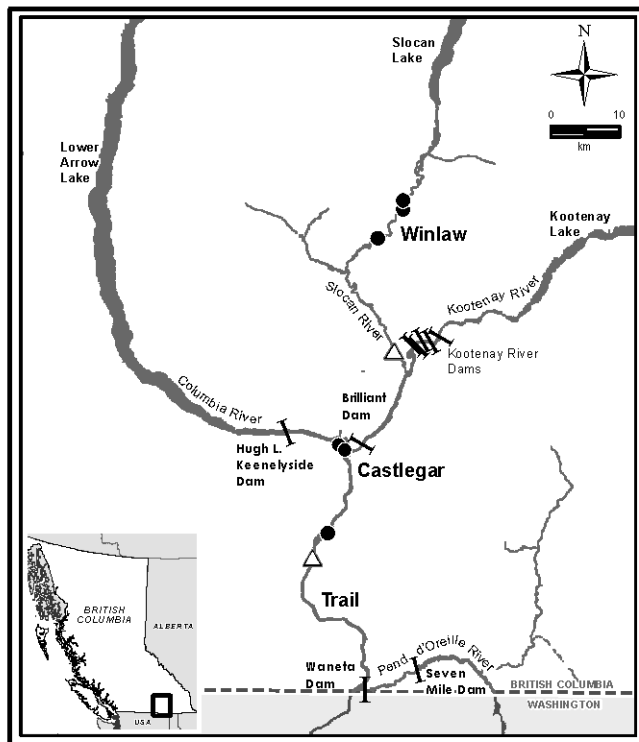 Slocan
Lake
N
0 10
km
Lower
Arrow
Lake
Kootenay
Lake
Winlaw
Slocan River
Kootenay River
Kootenay River
Dams
Columbia River
Brilliant
Dam
Hugh L.
Keenelyside
Dam
Castlegar
Trail
BRITISH
COLUMBIA
ALBERTA
USA
Waneta
Dam
Pend d'Oreille River
Seven
Mile Dam
BRITISH COLUMBIA
WASHINGTON